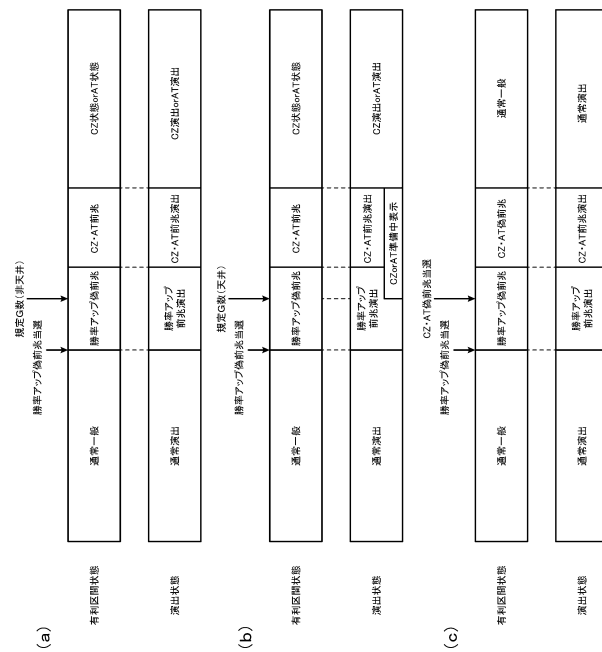 (a)
規定G数(非天井)
勝率アップ偽前兆当選
有利区間状態
通常一般
勝率アップ偽前兆
CZ・AT前兆
CZ状態orAT状態
演出状態
通常演出
勝率アップ
前兆演出
CZ・AT前兆演出
CZ演出orAT演出
(b)
規定G数(天井)
勝率アップ偽前兆当選
有利区間状態
通常一般
勝率アップ偽前兆
CZ・AT前兆
CZ状態orAT状態
演出状態
通常演出
勝率アップ
前兆演出
CZ・AT前兆演出
CZorAT準備中表示
CZ演出orAT演出
(c)
CZ・AT偽前兆当選
勝率アップ偽前兆当選
有利区間状態
通常一般
勝率アップ偽前兆
CZ・AT偽前兆
通常一般
演出状態
通常演出
勝率アップ
前兆演出
CZ・AT前兆演出
通常演出